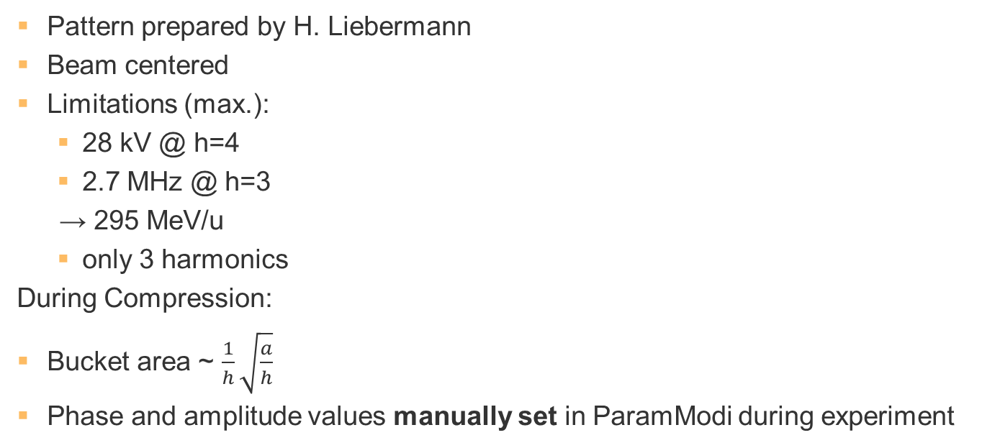 ▪ Pattern prepared by H. Liebermann
▪ Beam centered
▪ Limitations (max.):
▪ 28 kV @ h=4
▪ 2.7 MHz @ h=3
→ 295 MeV/u
▪ only 3 harmonics
During Compression:
▪ Bucket area ~ $\frac{1}{h}\sqrt{\frac{a}{h}}$
▪ Phase and amplitude values manually set in ParamModi during experiment